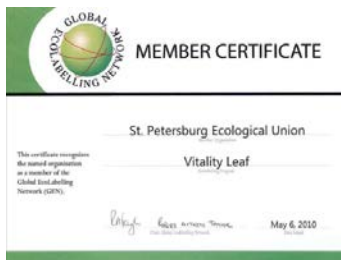 GLOBAL
ECOLABELLING NETWORK
MEMBER CERTIFICATE
St. Petersburg Ecological Union
Vitality Leaf
This certificate recognizes
the named organization
as a member of the
Global EcoLabelling
Network (GEN).
May 6, 2010